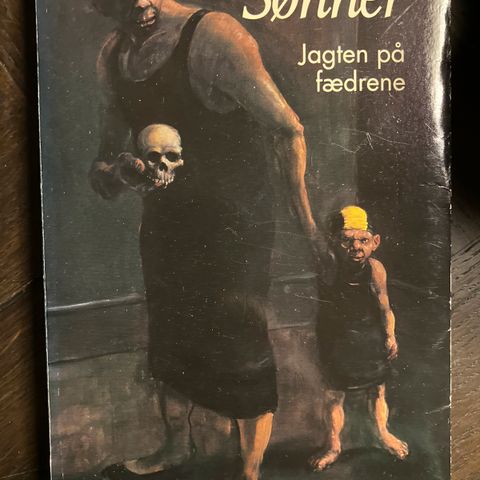 Sønner
Jagten på
fædrene